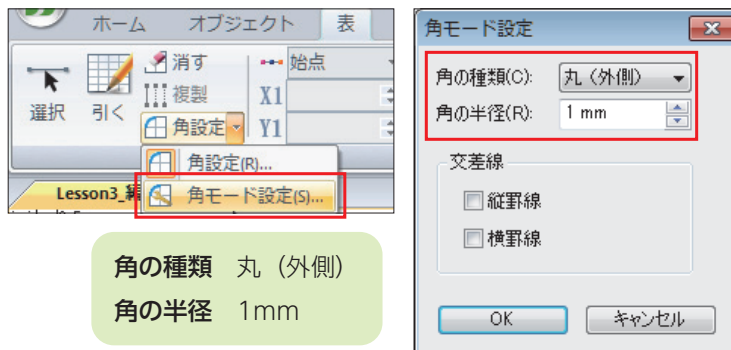 ホーム オブジェクト 表
消す 始点
選択 引く 複製 X1
角設定 Y1
角設定(R)...
Lesson3_ 角モード設定(S)...
角の種類 丸（外側）
角の半径 1mm
角モード設定
角の種類(C): 丸（外側）
角の半径(R): 1 mm
交差線
縦罫線
横罫線
OK キャンセル